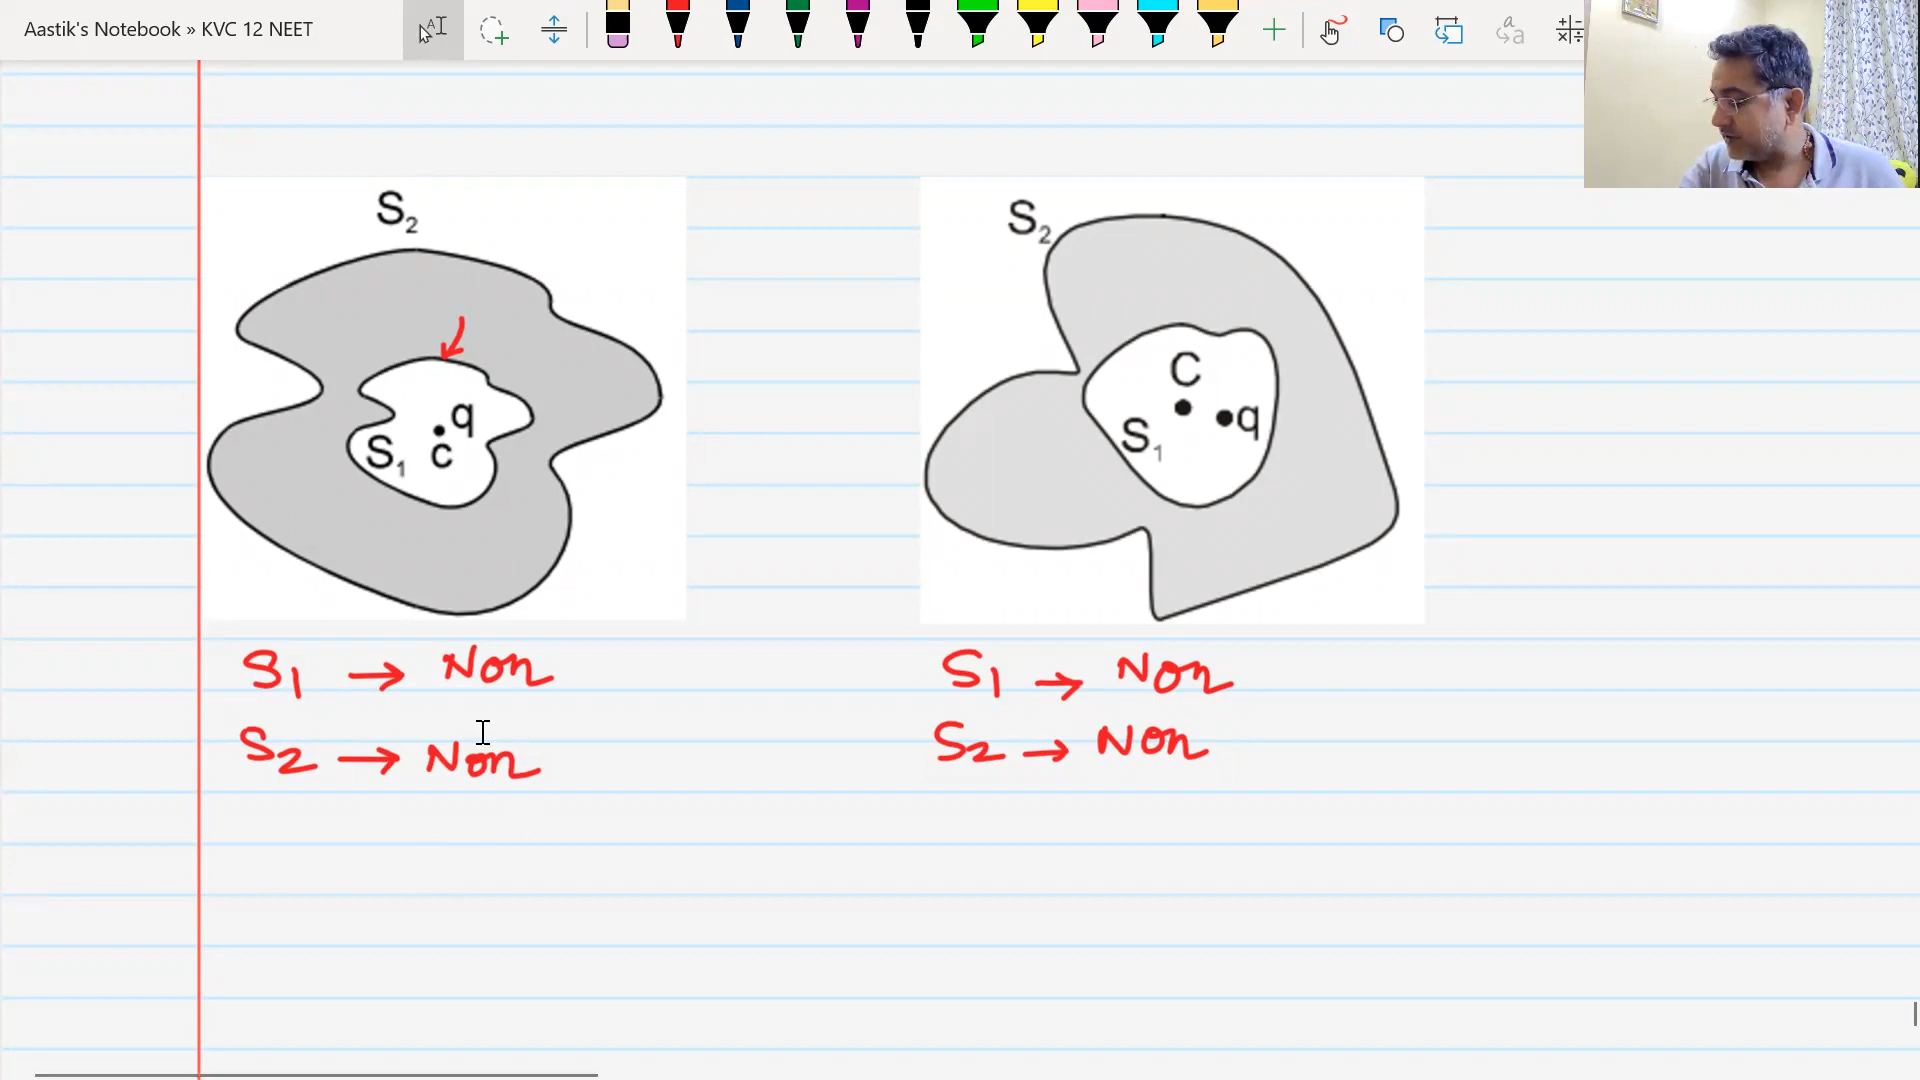 Aastik's Notebook » KVC 12 NEET
S₂
q
S₁ c
S₂
C
q
S₁
S₁ → Non
S₂ → Non
S₁ → Non
S₂ → Non